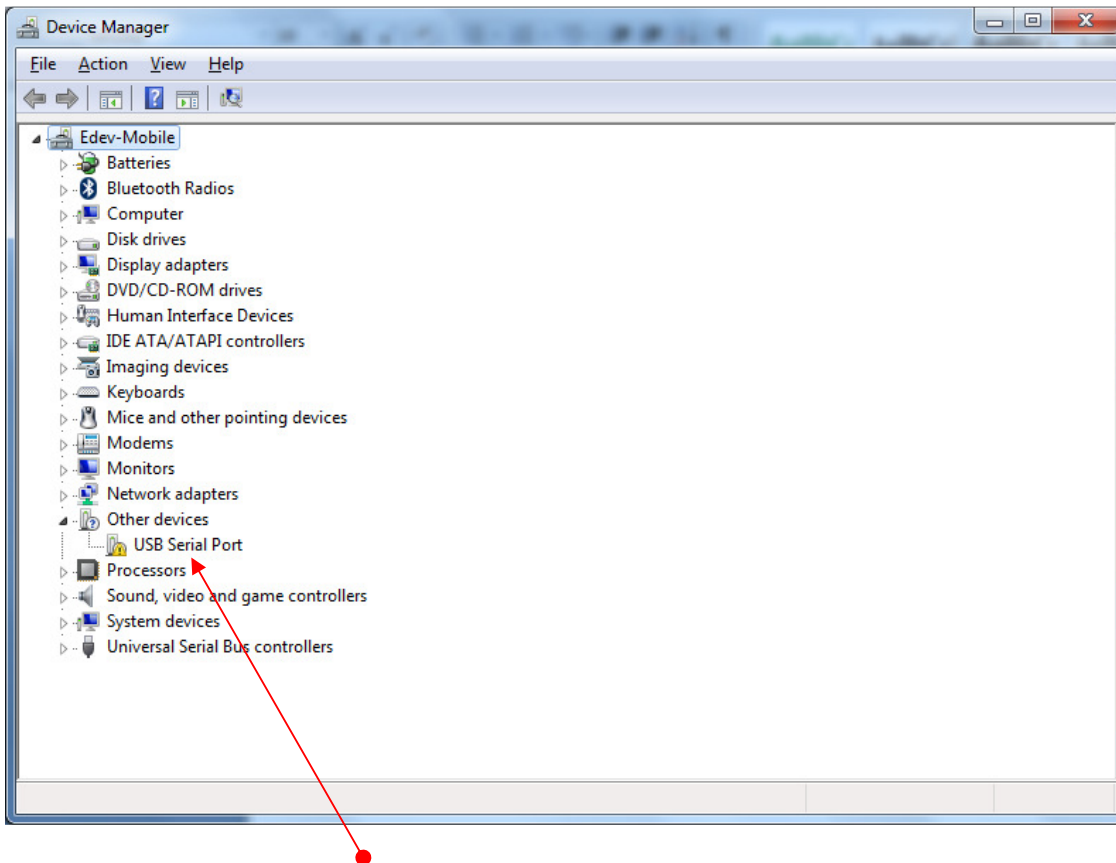 Device Manager
File Action View Help
Edev-Mobile
Batteries
Bluetooth Radios
Computer
Disk drives
Display adapters
DVD/CD-ROM drives
Human Interface Devices
IDE ATA/ATAPI controllers
Imaging devices
Keyboards
Mice and other pointing devices
Modems
Monitors
Network adapters
Other devices
USB Serial Port
Processors
Sound, video and game controllers
System devices
Universal Serial Bus controllers